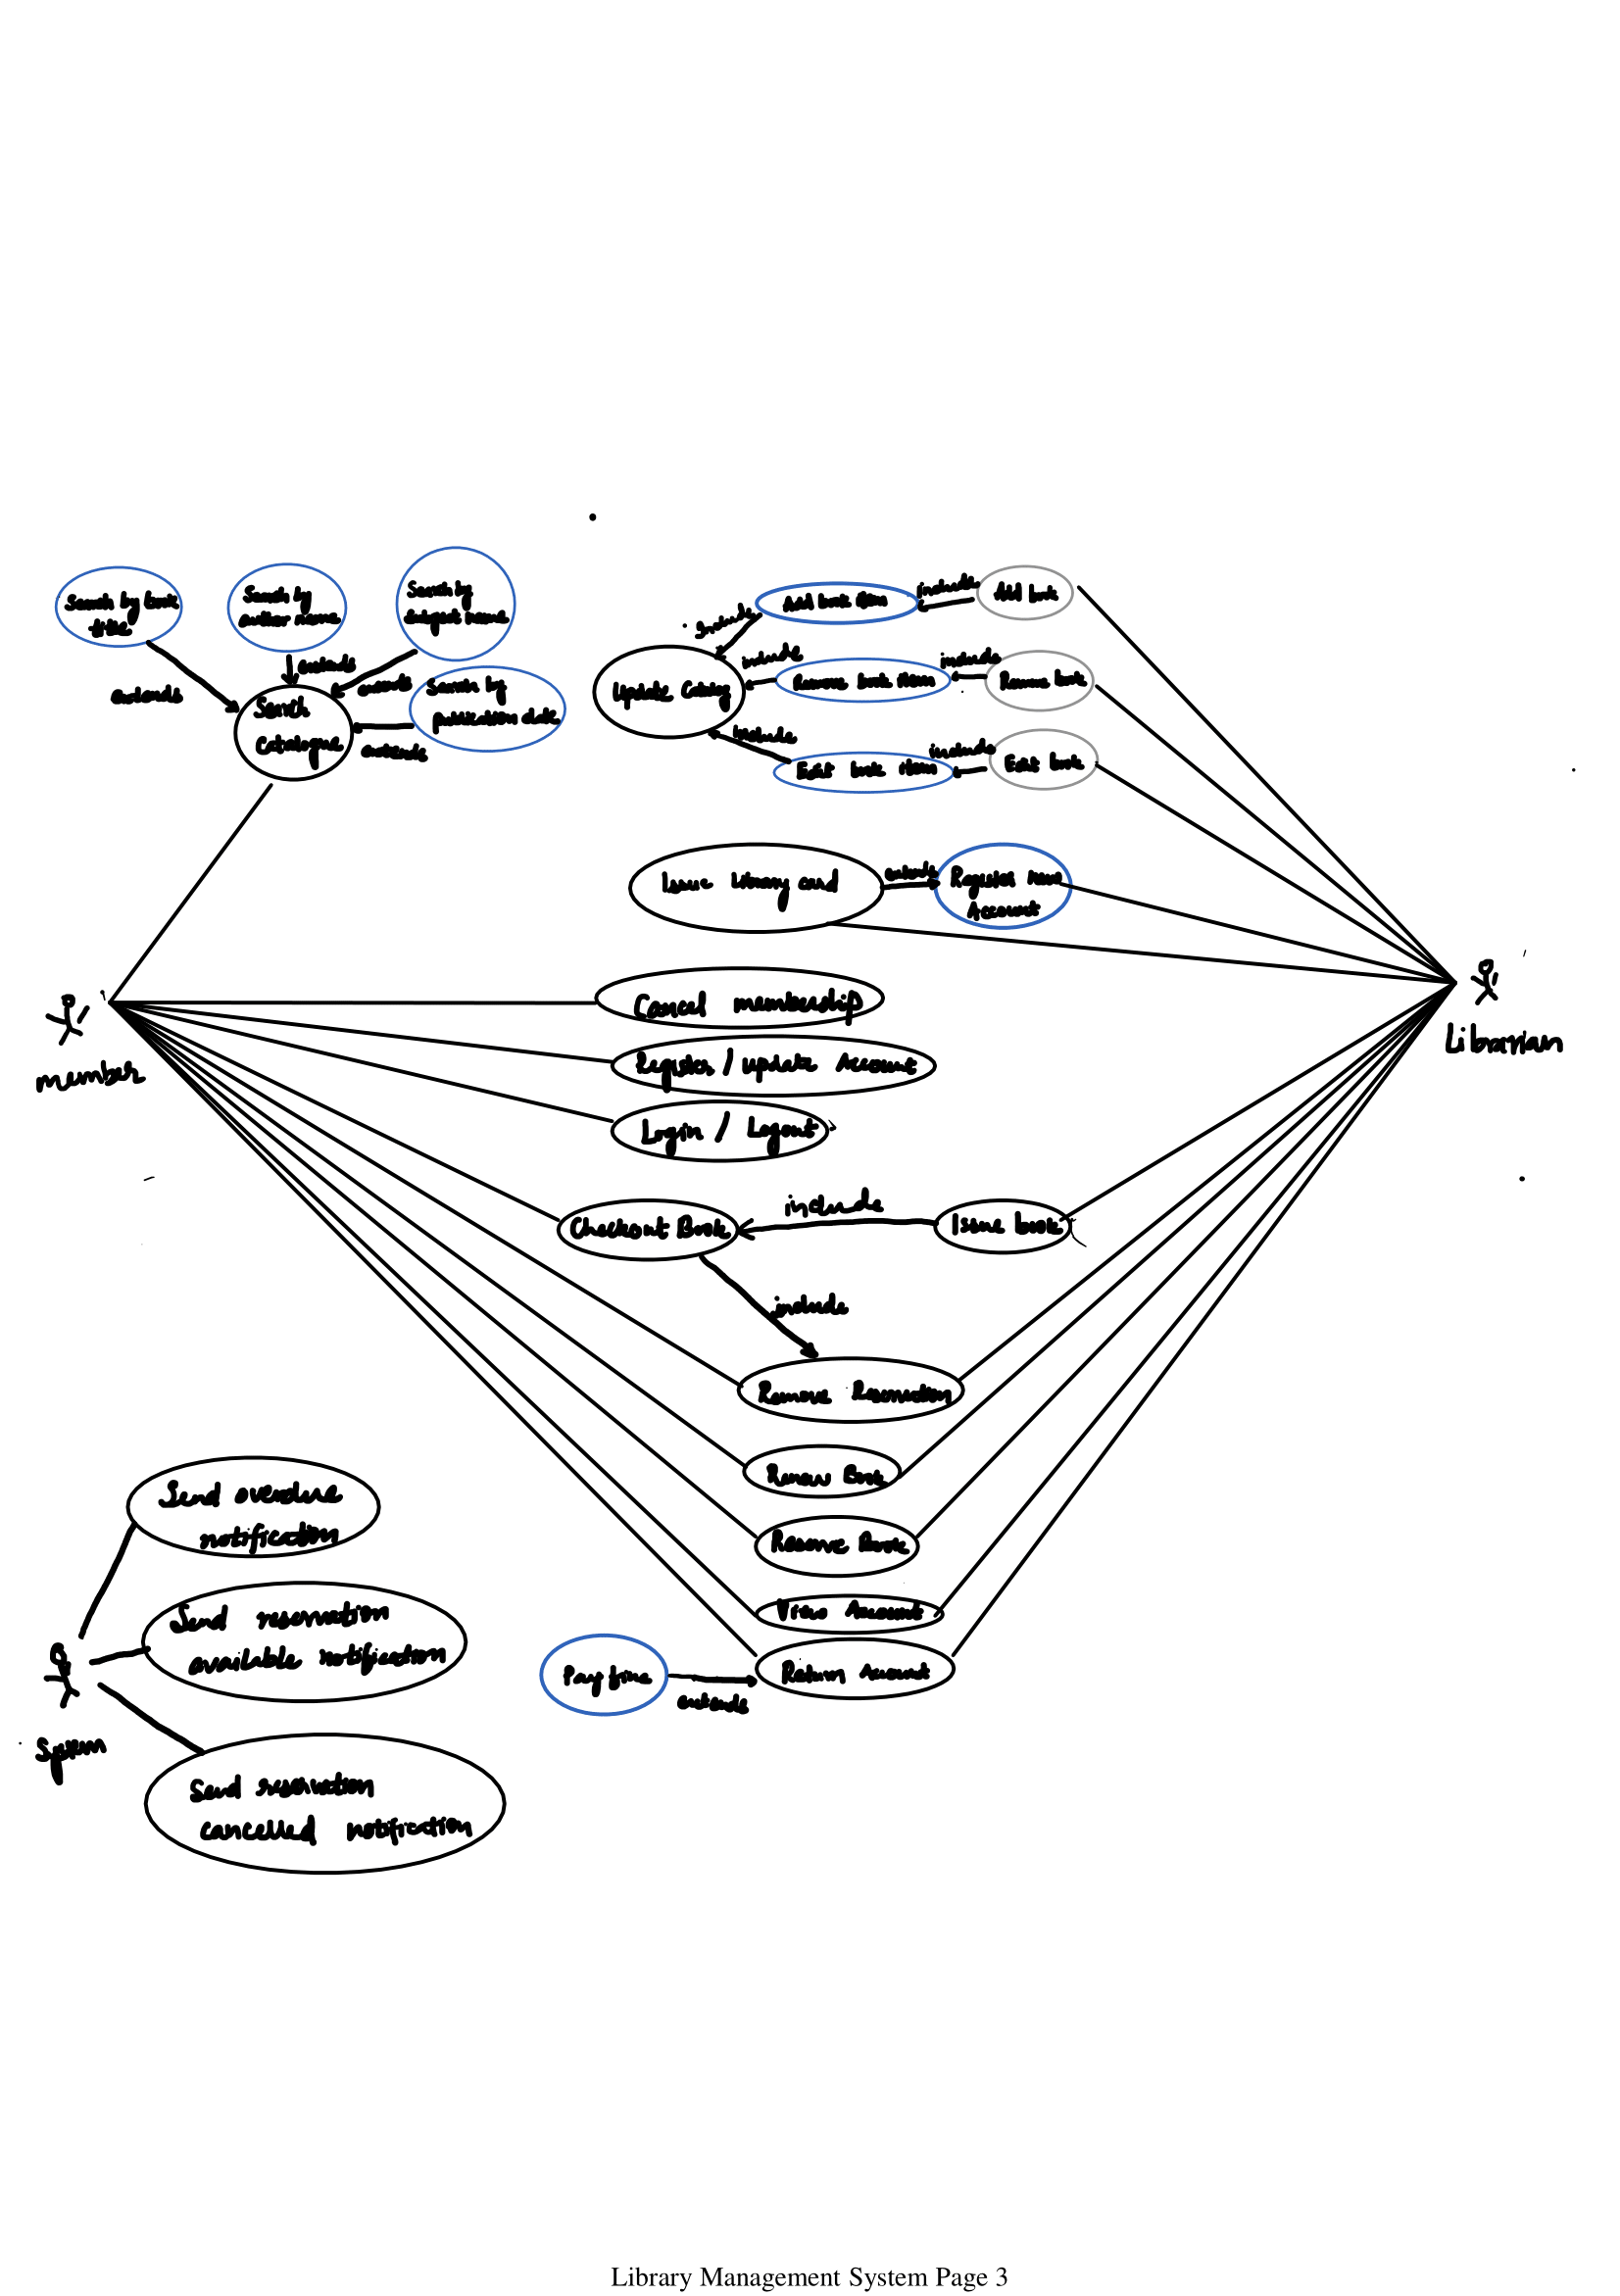 Search by book
title
Search by
author name
Search by
subject name
Search by
publication date
extends
extends
extends
extends
Search
Catalogue
Add book item
include
Add book
include
Update Catalog
include
Remove book item
include
Remove book
include
Edit book item
include
Edit book
Issue library card
extends
Register new
Account
Cancel membership
Register / update Account
Login / Logout
member
Librarian
Checkout Book
include
Issue book
include
Remove Reservation
Renew Book
Reserve Book
View Account
Return Account
Pay fine
extends
Send overdue
notification
Send reservation
available notification
System
Send reservation
cancelled notification
Library Management System Page 3